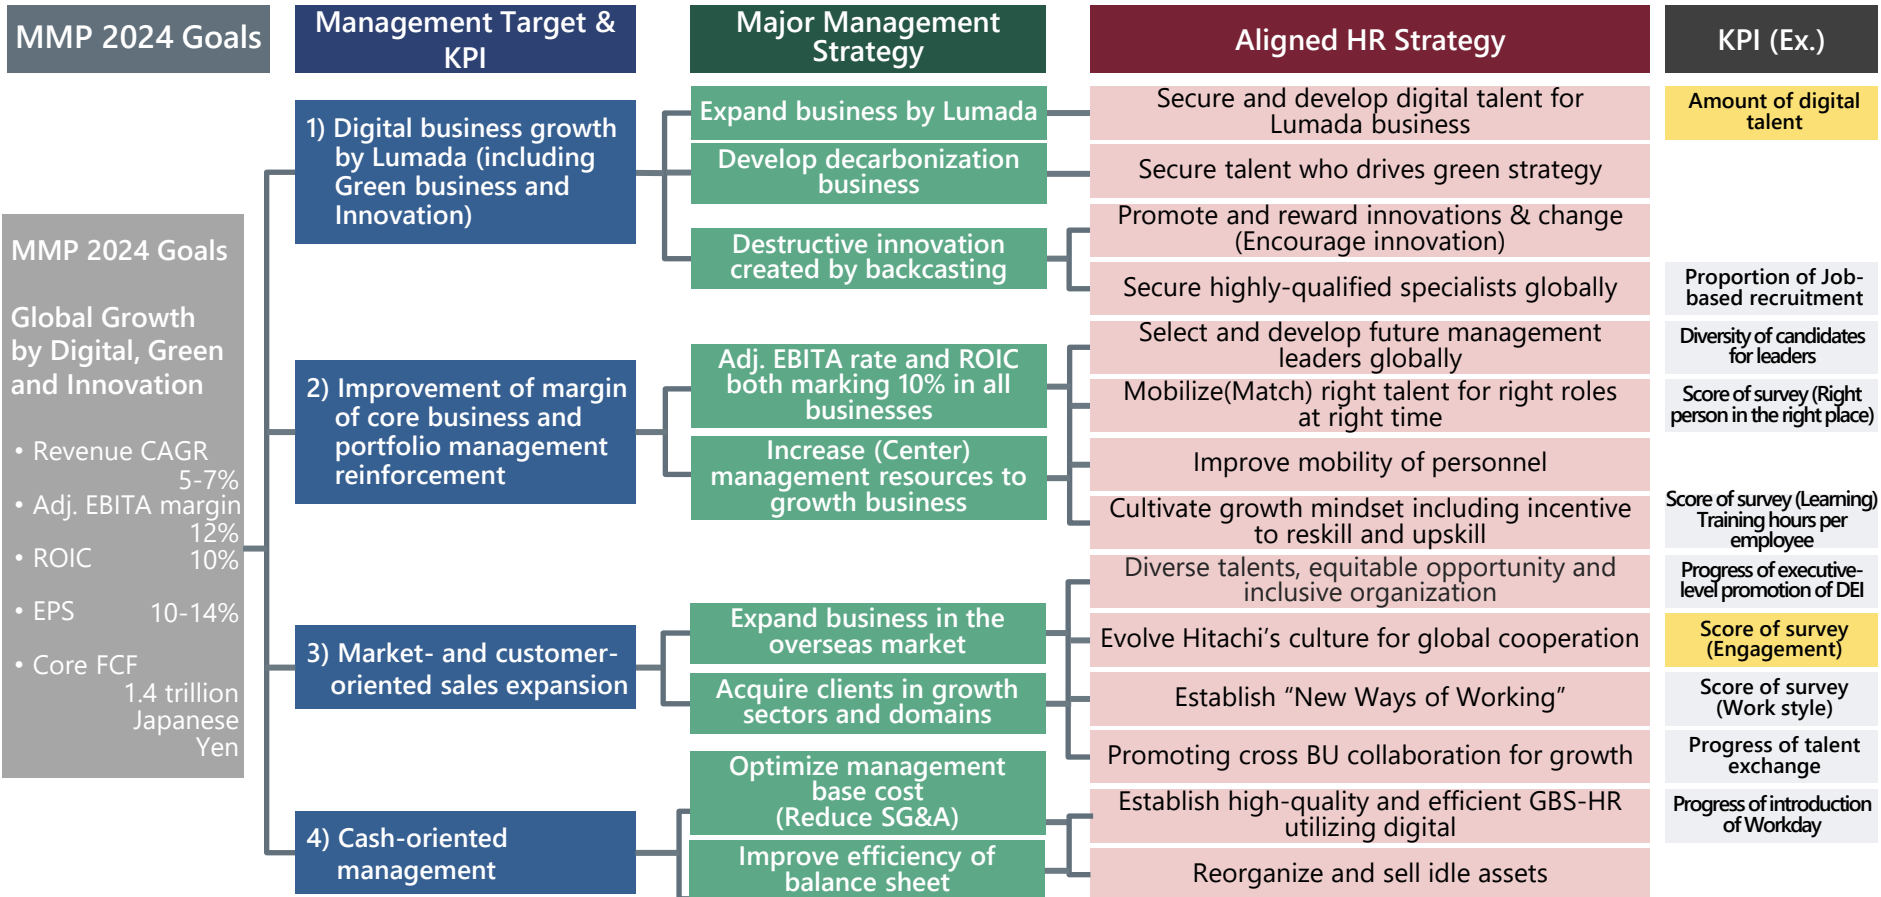 MMP 2024 Goals
Management Target &
KPI
Major Management
Strategy
Aligned HR Strategy
KPI (Ex.)
MMP 2024 Goals
Global Growth
by Digital, Green
and Innovation
• Revenue CAGR
5-7%
• Adj. EBITA margin
12%
• ROIC 10%
• EPS 10-14%
• Core FCF
1.4 trillion
Japanese
Yen
1) Digital business growth
by Lumada (including
Green business and
Innovation)
2) Improvement of margin
of core business and
portfolio management
reinforcement
3) Market- and customer-
oriented sales expansion
4) Cash-oriented
management
Expand business by Lumada
Develop decarbonization
business
Destructive innovation
created by backcasting
Adj. EBITA rate and ROIC
both marking 10% in all
businesses
Increase (Center)
management resources to
growth business
Expand business in the
overseas market
Acquire clients in growth
sectors and domains
Optimize management
base cost
(Reduce SG&A)
Improve efficiency of
balance sheet
Secure and develop digital talent for
Lumada business
Secure talent who drives green strategy
Promote and reward innovations & change
(Encourage innovation)
Secure highly-qualified specialists globally
Select and develop future management
leaders globally
Mobilize(Match) right talent for right roles
at right time
Improve mobility of personnel
Cultivate growth mindset including incentive
to reskill and upskill
Diverse talents, equitable opportunity and
inclusive organization
Evolve Hitachi’s culture for global cooperation
Establish “New Ways of Working”
Promoting cross BU collaboration for growth
Establish high-quality and efficient GBS-HR
utilizing digital
Reorganize and sell idle assets
Amount of digital
talent
Proportion of Job-
based recruitment
Diversity of candidates
for leaders
Score of survey (Right
person in the right place)
Score of survey (Learning)
Training hours per
employee
Progress of executive-
level promotion of DEI
Score of survey
(Engagement)
Score of survey
(Work style)
Progress of talent
exchange
Progress of introduction
of Workday